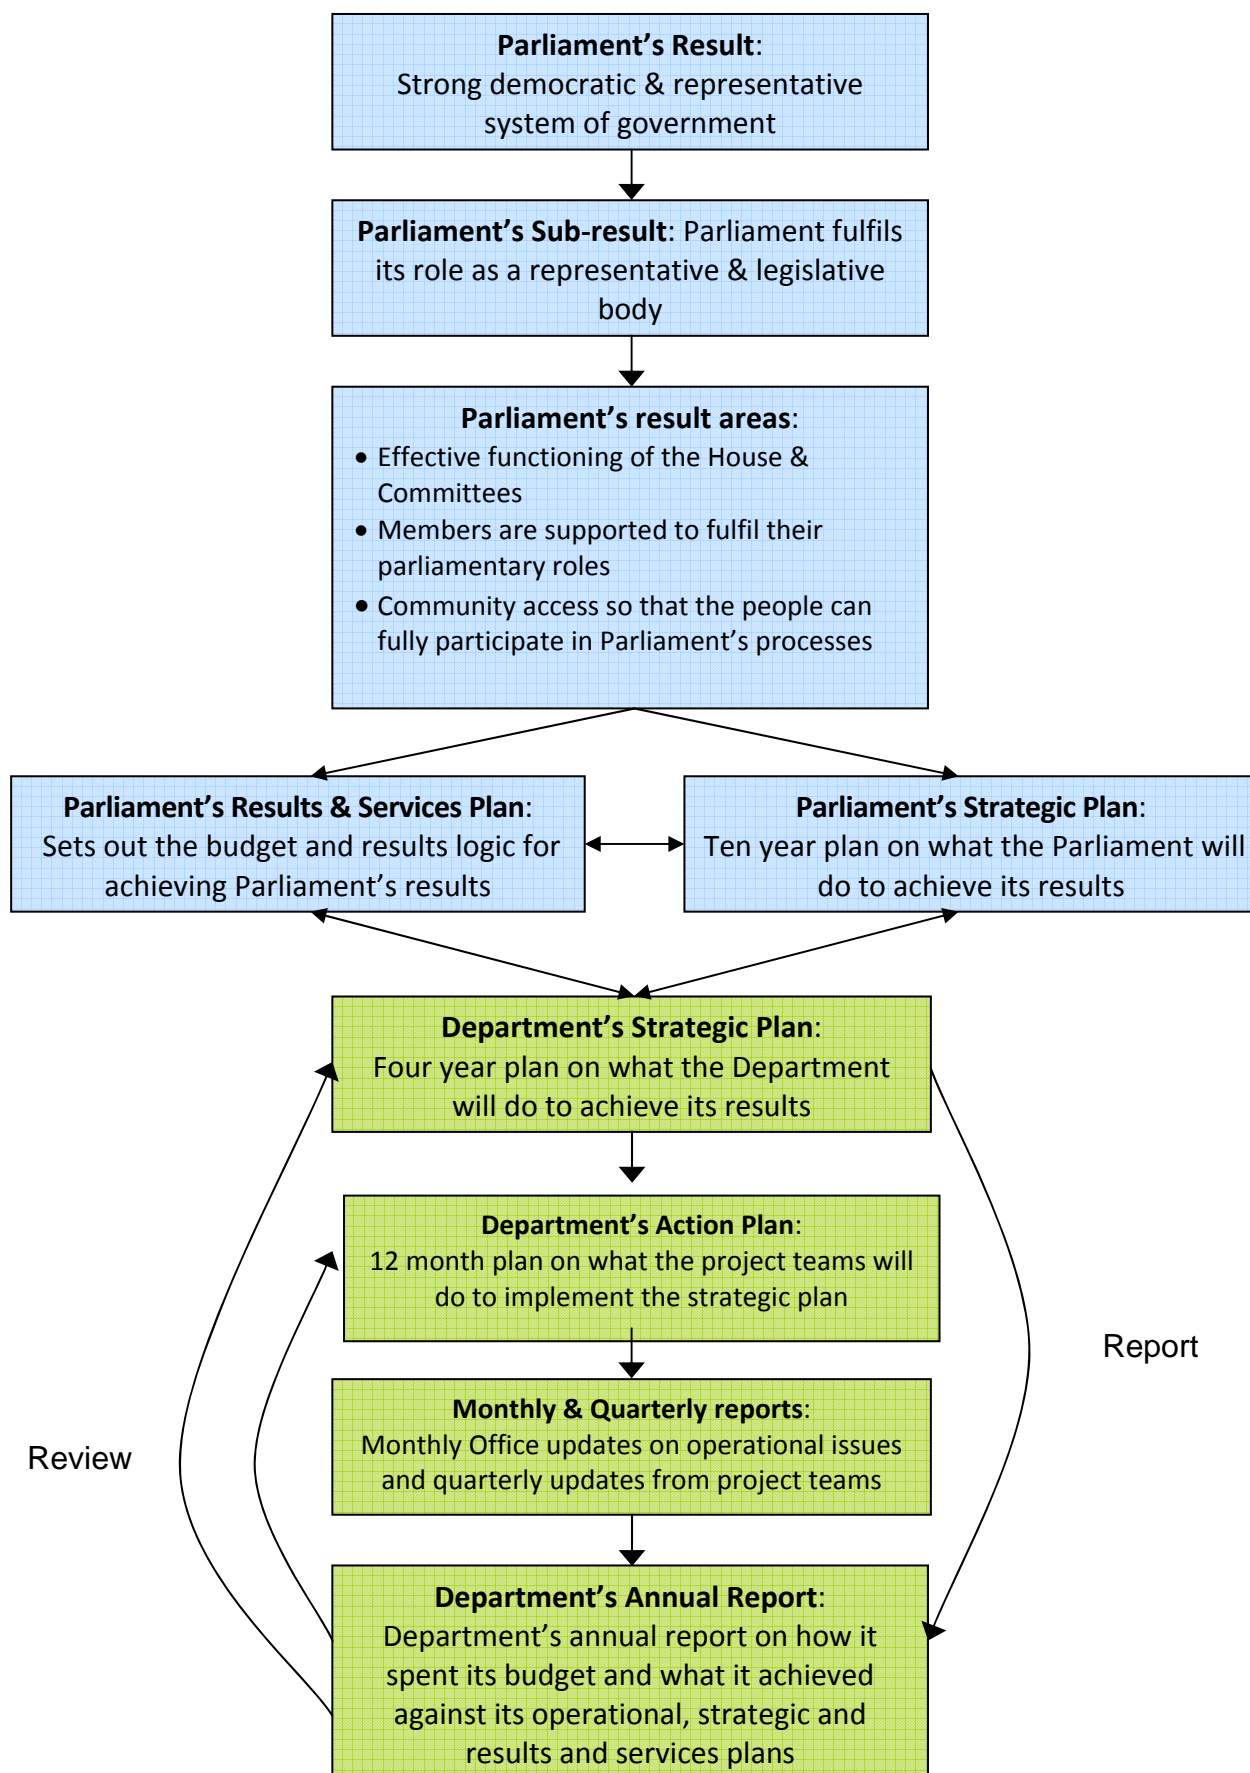 Parliament’s Result:
Strong democratic & representative
system of government
Parliament’s Sub-result: Parliament fulfils
its role as a representative & legislative
body
Parliament’s result areas:
• Effective functioning of the House &
Committees
• Members are supported to fulfil their
parliamentary roles
• Community access so that the people can
fully participate in Parliament’s processes
Parliament’s Results & Services Plan:
Sets out the budget and results logic for
achieving Parliament’s results
Parliament’s Strategic Plan:
Ten year plan on what the Parliament will
do to achieve its results
Department’s Strategic Plan:
Four year plan on what the Department
will do to achieve its results
Department’s Action Plan:
12 month plan on what the project teams will
do to implement the strategic plan
Report
Monthly & Quarterly reports:
Monthly Office updates on operational issues
and quarterly updates from project teams
Review
Department’s Annual Report:
Department’s annual report on how it
spent its budget and what it achieved
against its operational, strategic and
results and services plans